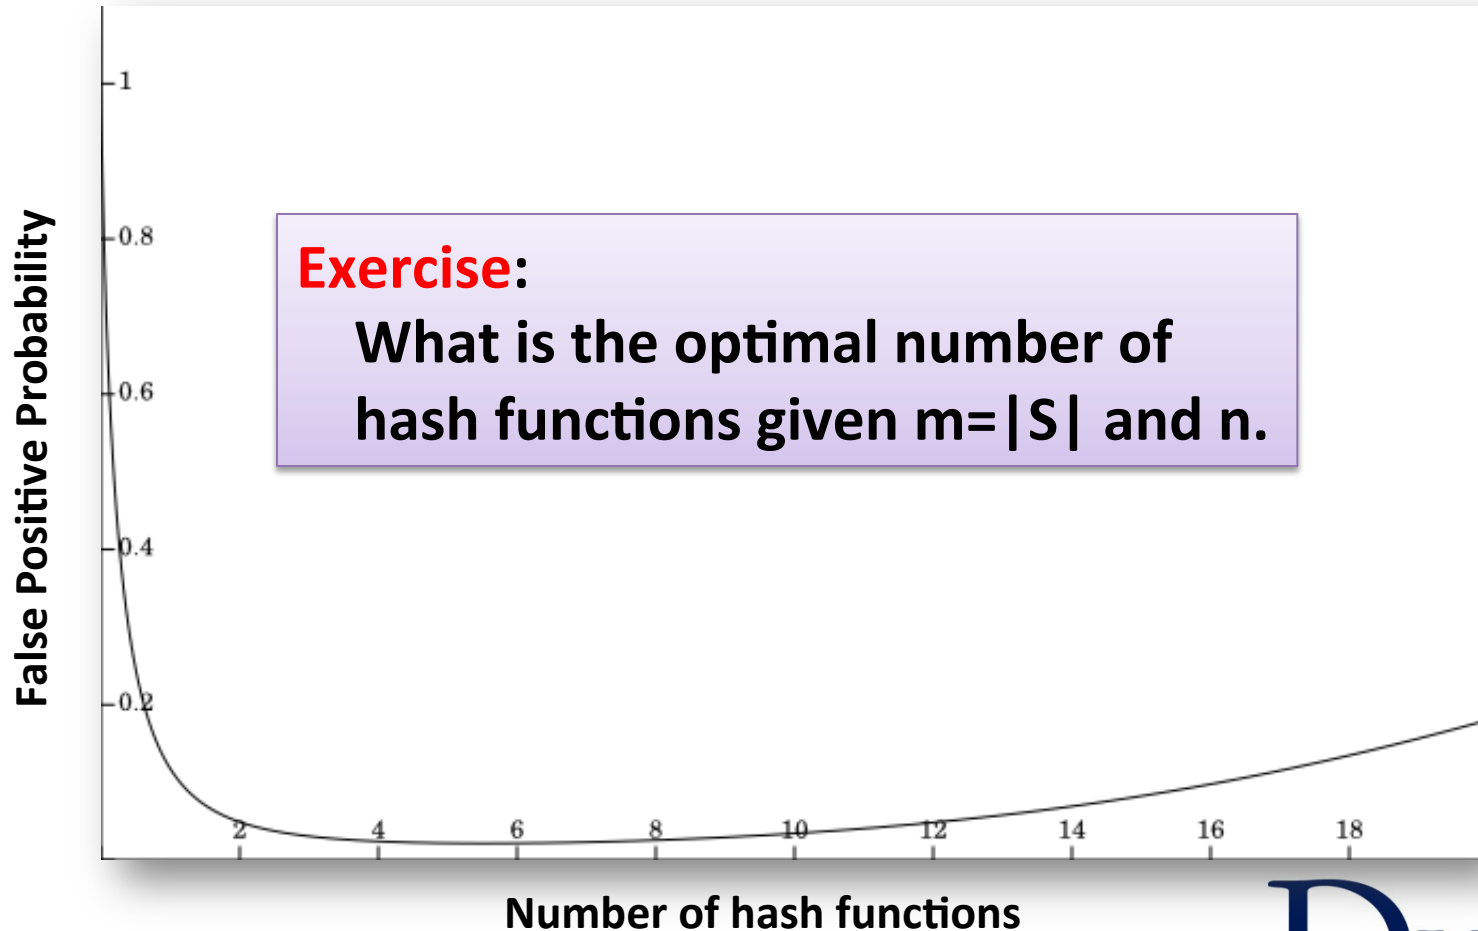 1
0.8
0.6
0.4
0.2
False Positive Probability
Exercise:
What is the optimal number of
hash functions given m=|S| and n.
2 4 6 8 10 12 14 16 18
Number of hash functions